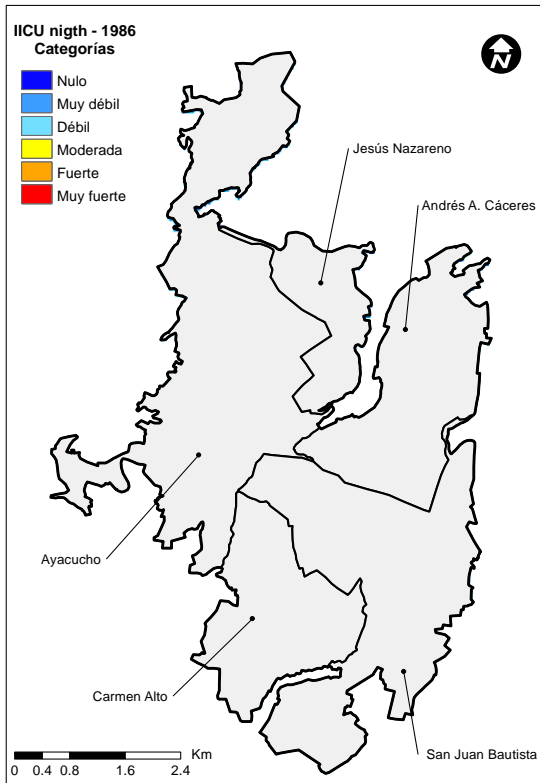 IICU nigth - 1986
Categorías
Nulo
Muy débil
Débil
Moderada
Fuerte
Muy fuerte
N
Jesús Nazareno
Andrés A. Cáceres
Ayacucho
Carmen Alto
San Juan Bautista
Km
0 0.4 0.8 1.6 2.4